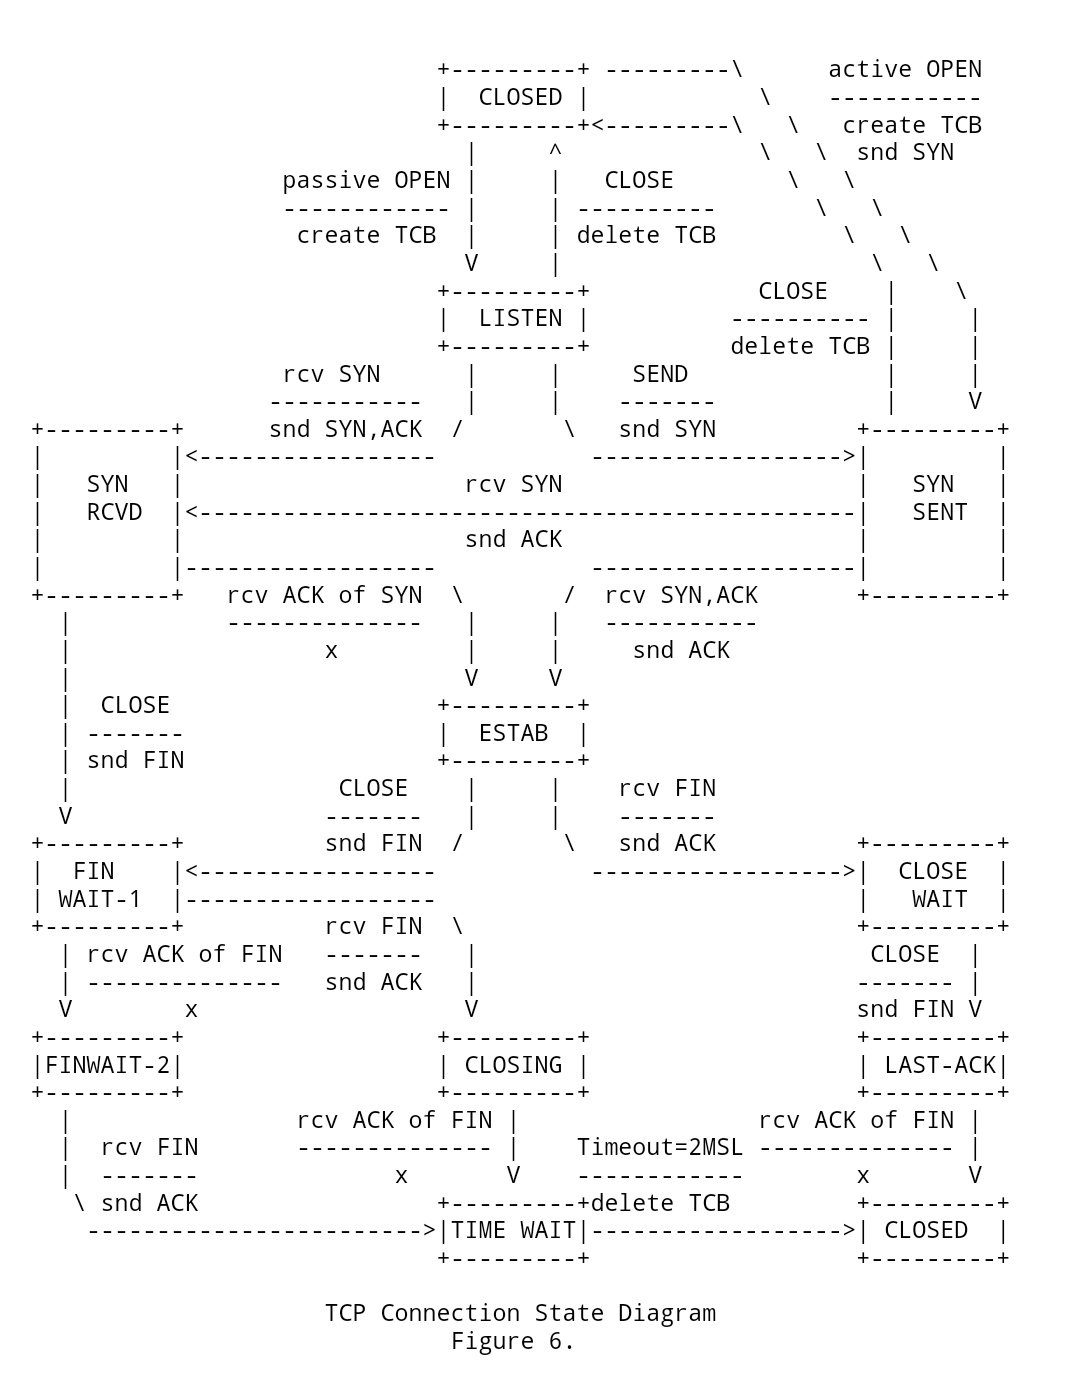 +---------+ ---------\      active OPEN
                             |  CLOSED |            \    -----------
                             +---------+<---------\   \   create TCB
                               |     ^              \   \  snd SYN
                  passive OPEN |     |   CLOSE        \   \
                  ------------ |     | ----------       \   \
                   create TCB  |     | delete TCB         \   \
                               V     |                      \   \
                             +---------+            CLOSE    |    \
                             |  LISTEN |          ---------- |     |
                             +---------+          delete TCB |     |
                  rcv SYN      |     |     SEND              |     |
                 -----------   |     |    -------            |     V
+---------+      snd SYN,ACK  /       \   snd SYN          +---------+
|         |<-----------------           ------------------>|         |
|   SYN   |                    rcv SYN                     |   SYN   |
|   RCVD  |<-----------------------------------------------|   SENT  |
|         |                    snd ACK                     |         |
|         |------------------           -------------------|         |
+---------+   rcv ACK of SYN  \       /  rcv SYN,ACK       +---------+
  |           --------------   |     |   -----------
  |                  x         |     |     snd ACK
  |                            V     V
  |  CLOSE                   +---------+
  | -------                  |  ESTAB  |
  | snd FIN                  +---------+
  |                   CLOSE    |     |    rcv FIN
  V                  -------   |     |    -------
+---------+          snd FIN  /       \   snd ACK          +---------+
|  FIN    |<-----------------           ------------------>|  CLOSE  |
| WAIT-1  |------------------                              |   WAIT  |
+---------+          rcv FIN  \                            +---------+
  | rcv ACK of FIN   -------   |                            CLOSE  |
  | --------------   snd ACK   |                           ------- |
  V        x                   V                           snd FIN V
+---------+                  +---------+                   +---------+
|FINWAIT-2|                  | CLOSING |                   | LAST-ACK|
+---------+                  +---------+                   +---------+
  |                rcv ACK of FIN |                 rcv ACK of FIN |
  |  rcv FIN       -------------- |    Timeout=2MSL -------------- |
  |  -------              x       V    ------------        x       V
   \ snd ACK                 +---------+delete TCB         +---------+
    ------------------------>|TIME WAIT|------------------>| CLOSED  |
                             +---------+                   +---------+
                     TCP Connection State Diagram
                              Figure 6.